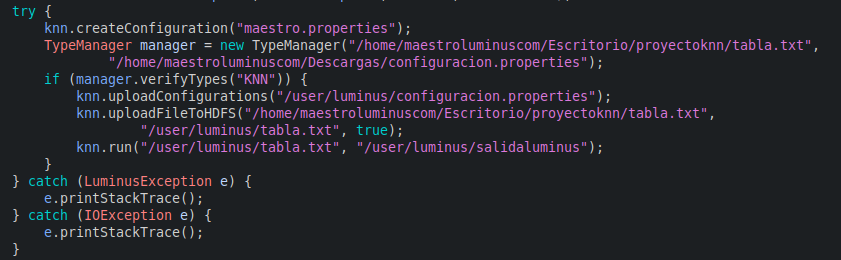 try {
knn.createConfiguration("maestro.properties");
TypeManager manager = new TypeManager("/home/maestroluminuscom/Escritorio/proyectoknn/tabla.txt",
"/home/maestroluminuscom/Descargas/configuracion.properties");
if (manager.verifyTypes("KNN")) {
knn.uploadConfigurations("/user/luminus/configuracion.properties");
knn.uploadFileToHDFS("/home/maestroluminuscom/Escritorio/proyectoknn/tabla.txt",
"/user/luminus/tabla.txt", true);
knn.run("/user/luminus/tabla.txt", "/user/luminus/salidaluminus");
}
} catch (LuminusException e) {
e.printStackTrace();
} catch (IOException e) {
e.printStackTrace();
}